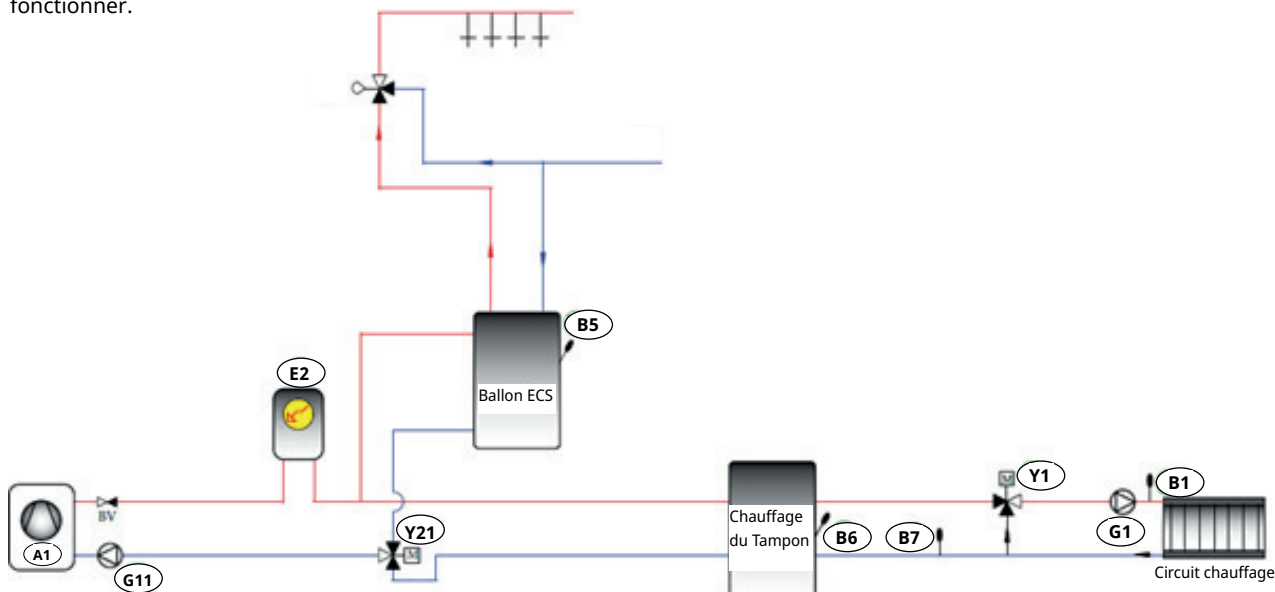 fonctionner.
B5
Ballon ECS
E2
BV
A1
G11
Y21
Chauffage
du Tampon
B6
B7
Y1
M
B1
G1
M
Circuit chauffage